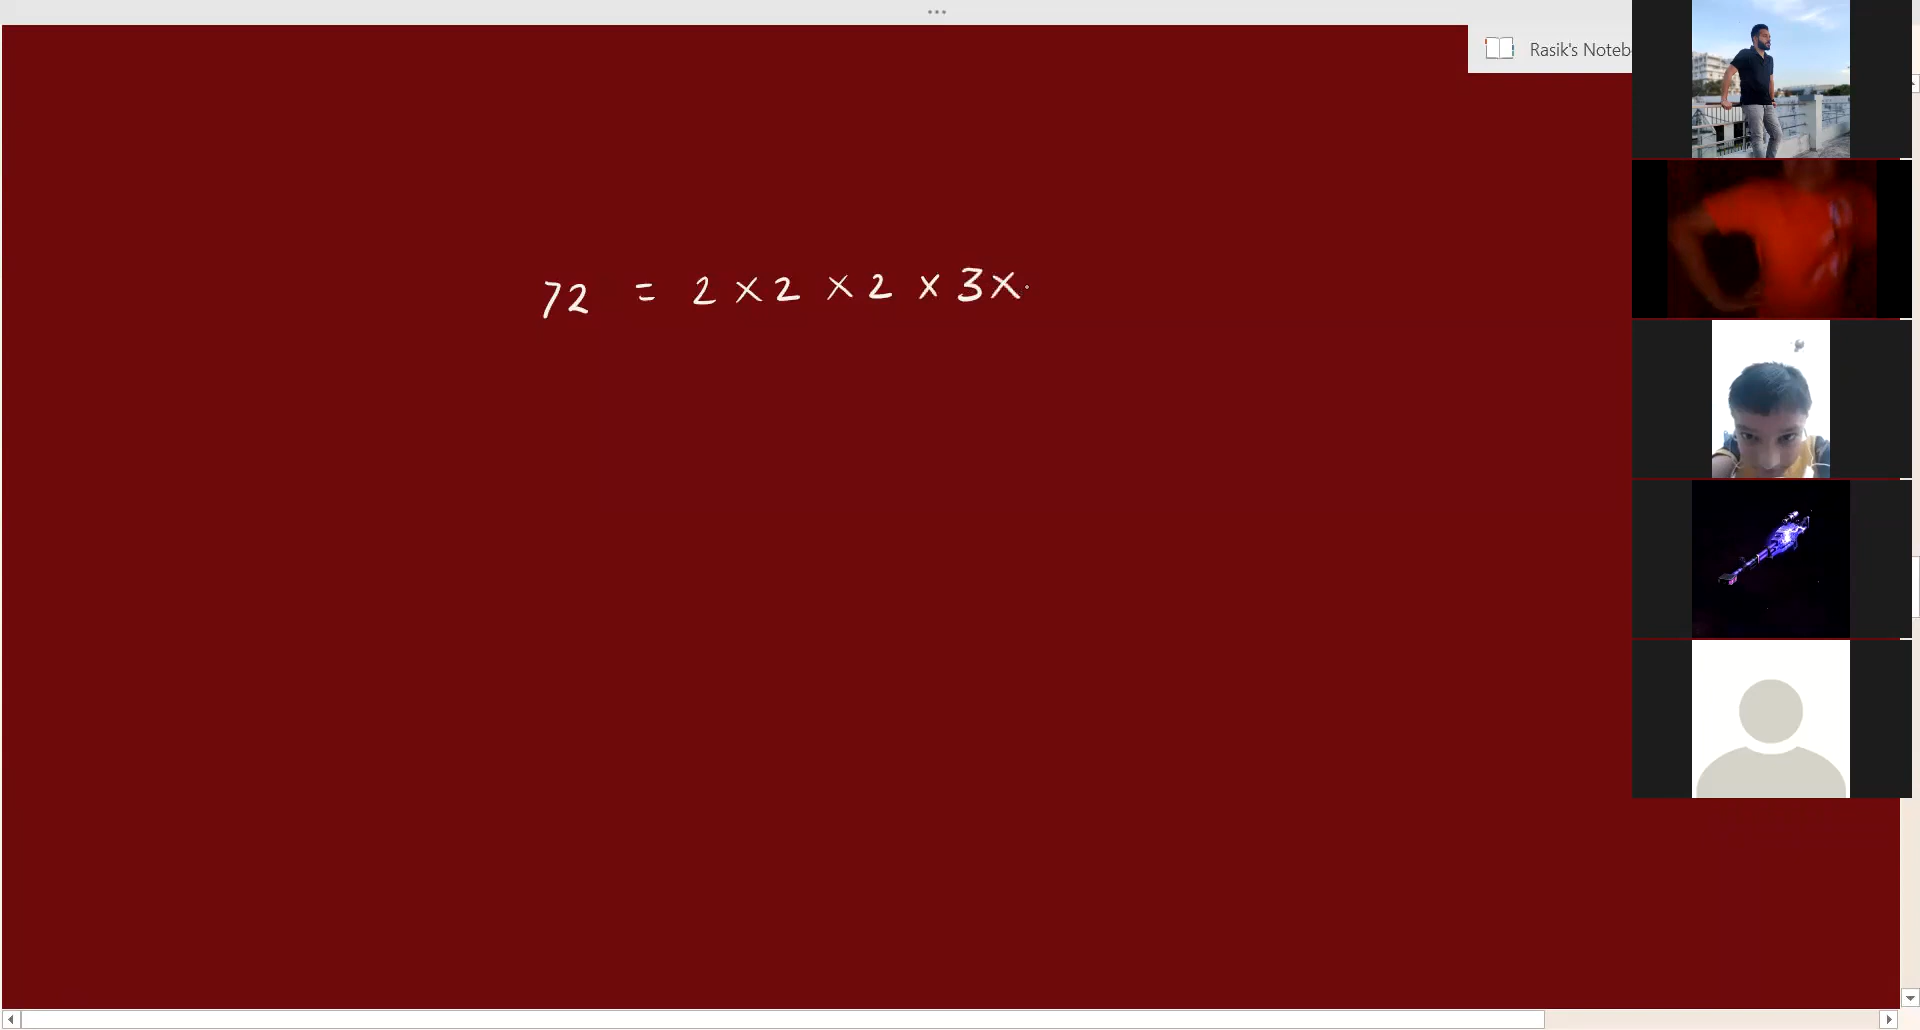 Rasik's Noteb
72 = 2 × 2 × 2 × 3 ×